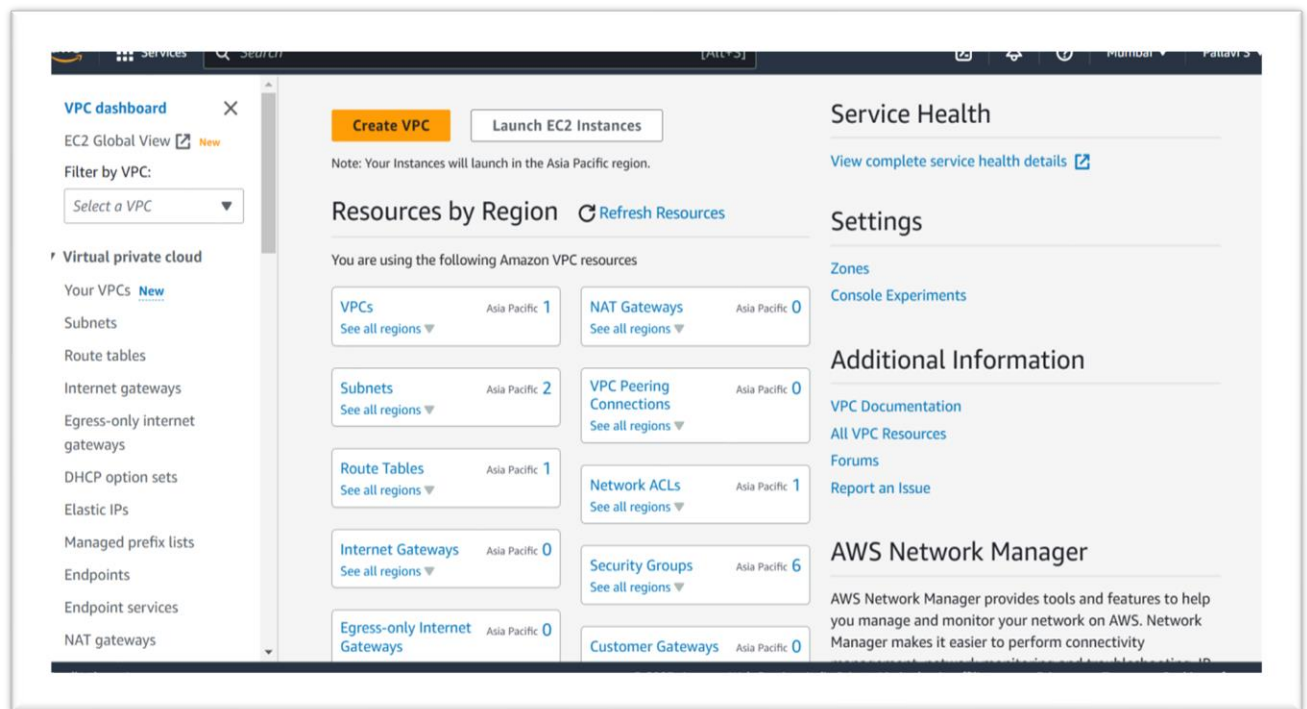 Services
Search
[Alt+S]
Mumbai
Pallavi S
VPC dashboard
EC2 Global View New
Filter by VPC:
Select a VPC
Virtual private cloud
Your VPCs New
Subnets
Route tables
Internet gateways
Egress-only internet
gateways
DHCP option sets
Elastic IPs
Managed prefix lists
Endpoints
Endpoint services
NAT gateways
Create VPC
Launch EC2 Instances
Note: Your Instances will launch in the Asia Pacific region.
Resources by Region
Refresh Resources
You are using the following Amazon VPC resources
VPCs Asia Pacific 1
See all regions
NAT Gateways Asia Pacific 0
See all regions
Subnets Asia Pacific 2
See all regions
VPC Peering
Connections Asia Pacific 0
See all regions
Route Tables Asia Pacific 1
See all regions
Network ACLs Asia Pacific 1
See all regions
Internet Gateways Asia Pacific 0
See all regions
Security Groups Asia Pacific 6
See all regions
Egress-only Internet
Gateways Asia Pacific 0
Customer Gateways Asia Pacific 0
Service Health
View complete service health details
Settings
Zones
Console Experiments
Additional Information
VPC Documentation
All VPC Resources
Forums
Report an Issue
AWS Network Manager
AWS Network Manager provides tools and features to help
you manage and monitor your network on AWS. Network
Manager makes it easier to perform connectivity
management, network monitoring and troubleshooting, IP